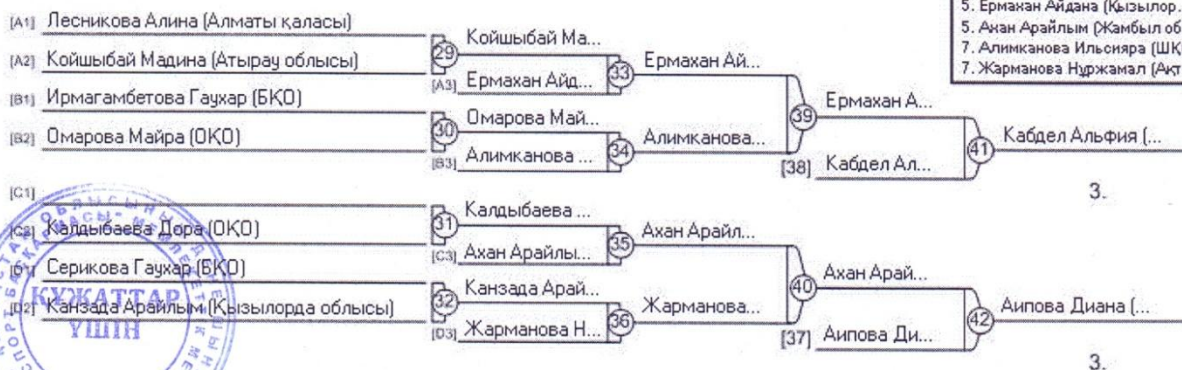 5. Ермахан Айдана (Қызылор...
5. Ахан Арайлым (Жамбыл об
7. Алимканова Ильсияра (ШК
7. Жарманова Нұржамал (Ақт
[A1] Лесникова Алина (Алматы қаласы)
[A2] Койшыбай Мадина (Атырау облысы)
29 Койшыбай Ма...
[A3] Ермахан Айд...
33 Ермахан Ай...
[B1] Ирмагамбетова Гаухар (БҚО)
[B2] Омарова Майра (ОҚО)
30 Омарова Май...
[B3] Алимканова ...
34 Алимканова...
39 Ермахан А...
[38] Кабдел Ал...
41 Кабдел Альфия (...
3.
[C1]
[C2] Калдыбаева Дора (ОҚО)
31 Калдыбаева ...
[C3] Ахан Арайлы...
35 Ахан Арайл...
[D1] Серикова Гаухар (БҚО)
[D2] Канзада Арайлым (Қызылорда облысы)
32 Канзада Арай...
[D3] Жарманова Н...
36 Жарманова...
40 Ахан Арай...
[37] Аипова Ди...
42 Аипова Диана (...
3.
ҚҰЖАТТАР
ҮШІН